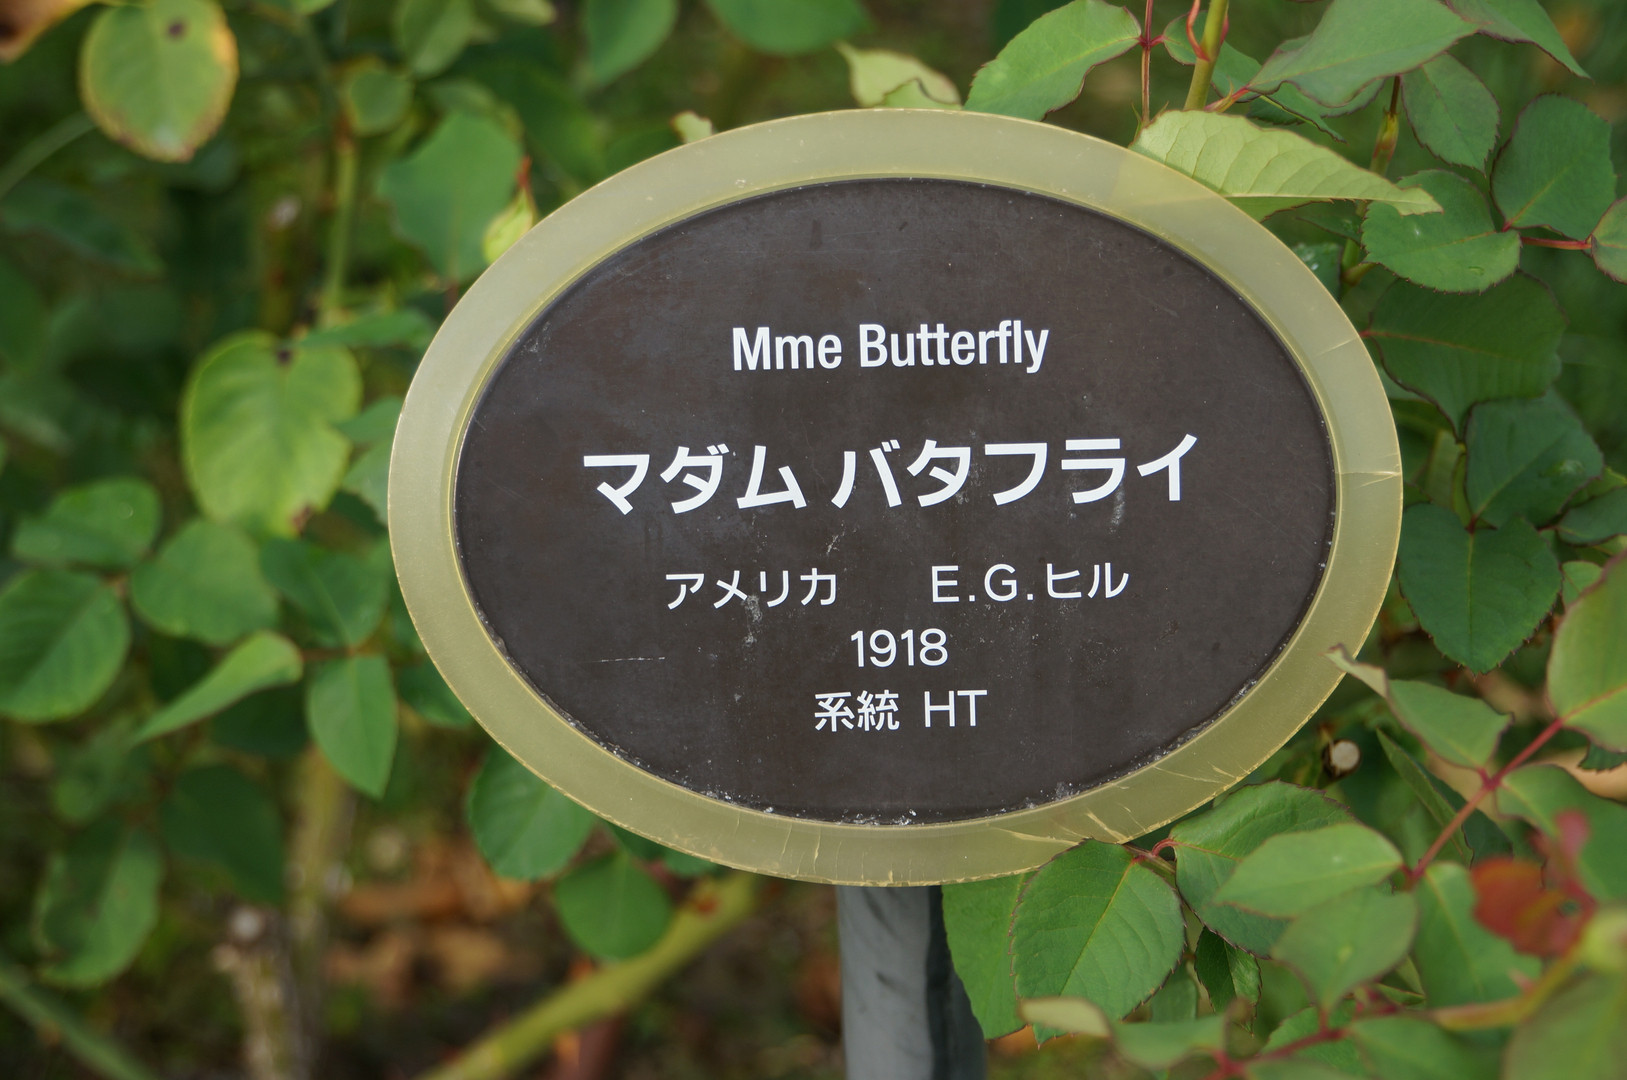 Mme Butterfly
マダム バタフライ
アメリカ　E.G.ヒル
1918
系統 HT